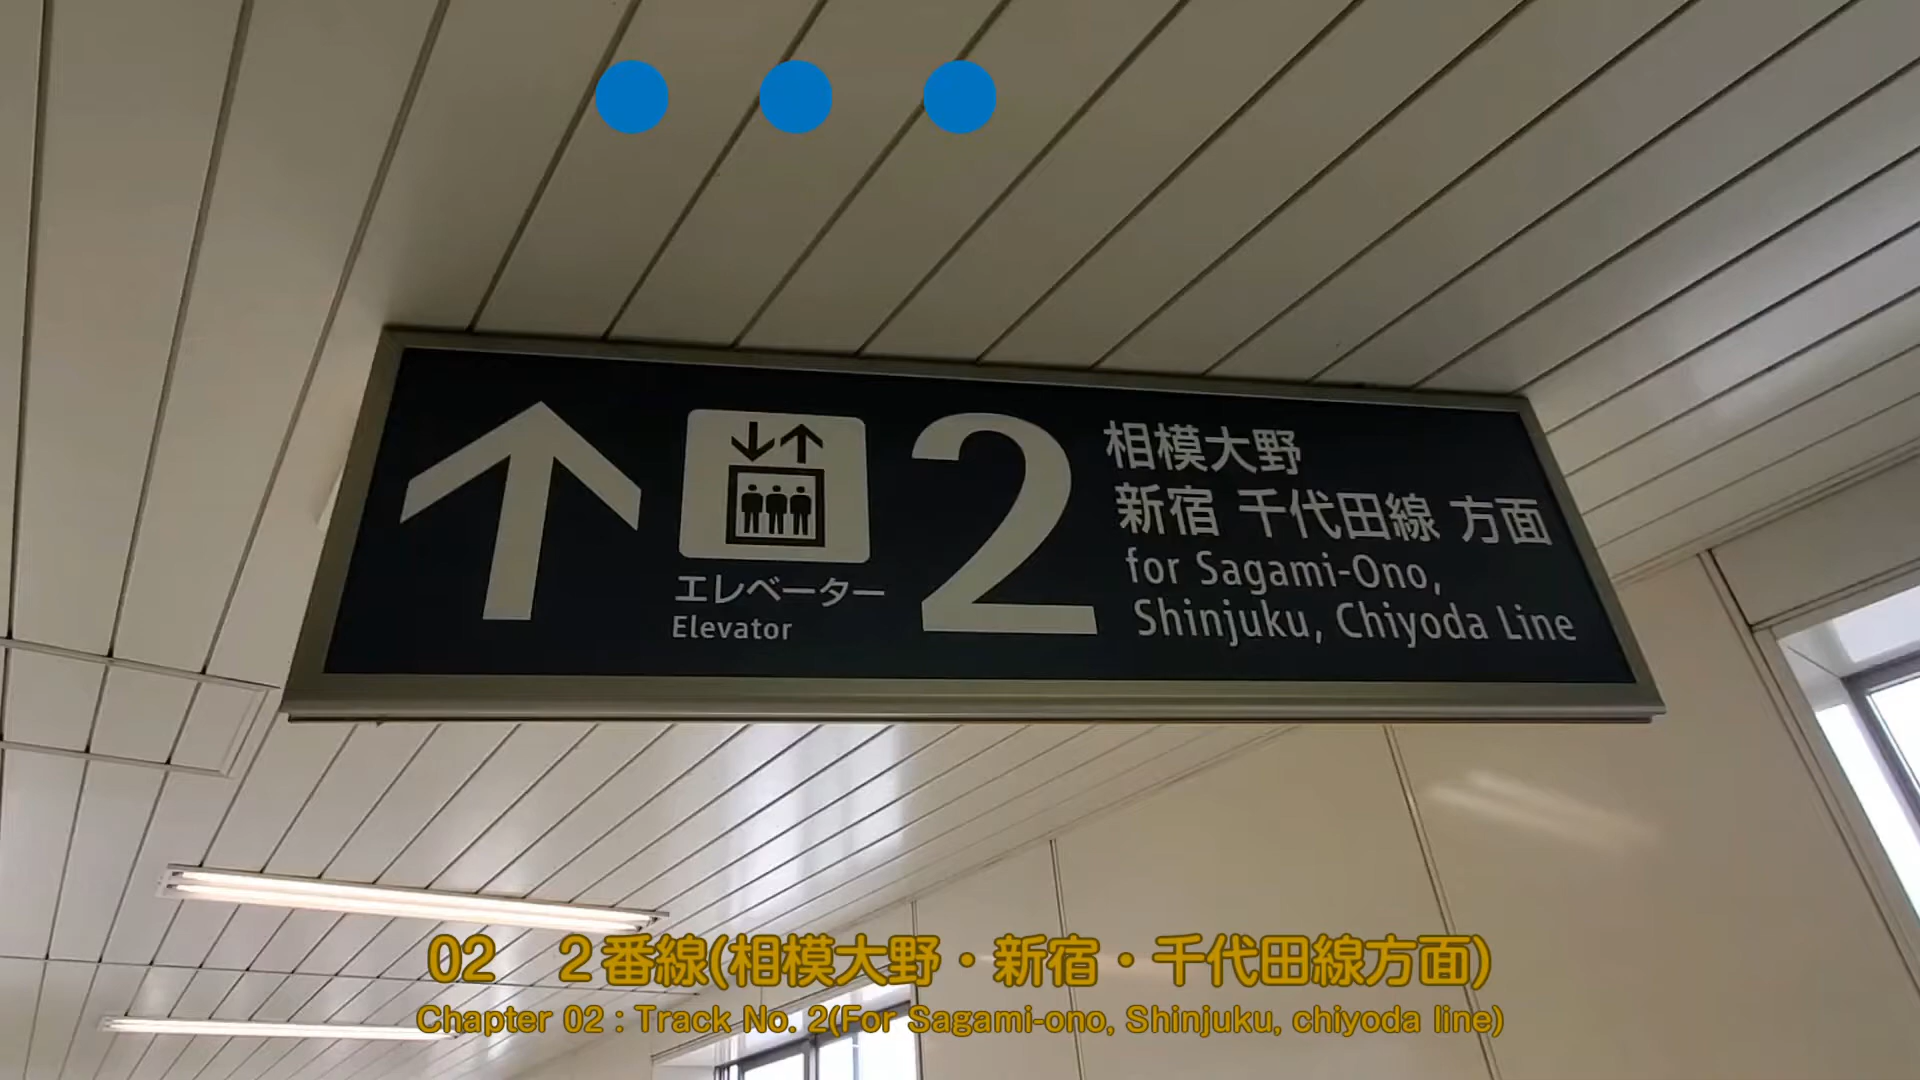 エレベーター
Elevator
2
相模大野
新宿 千代田線 方面
for Sagami-Ono,
Shinjuku, Chiyoda Line
02　２番線(相模大野・新宿・千代田線方面)
Chapter 02 : Track No. 2(For Sagami-ono, Shinjuku, chiyoda line)